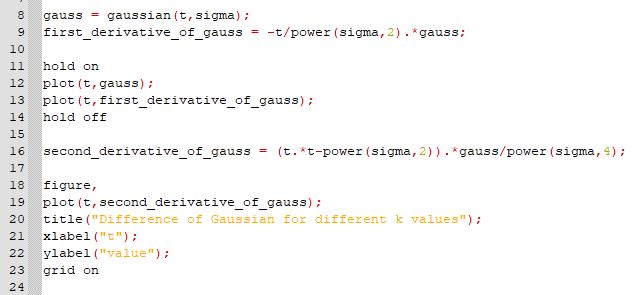 8 gauss = gaussian(t,sigma);
9 first_derivative_of_gauss = -t/power(sigma,2).*gauss;
10
11 hold on
12 plot(t,gauss);
13 plot(t,first_derivative_of_gauss);
14 hold off
15
16 second_derivative_of_gauss = (t.*t-power(sigma,2)).*gauss/power(sigma,4);
17
18 figure,
19 plot(t,second_derivative_of_gauss);
20 title("Difference of Gaussian for different k values");
21 xlabel("t");
22 ylabel("value");
23 grid on
24